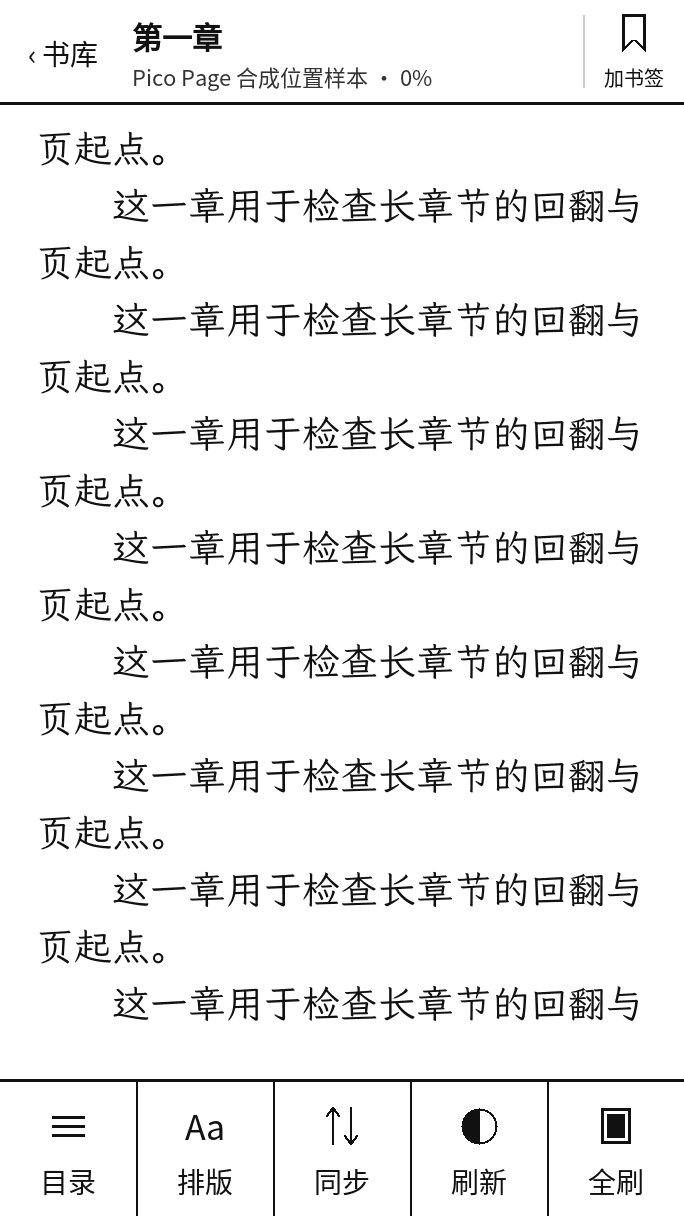 ‹ 书库
第一章
Pico Page 合成位置样本 · 0%
加书签
页起点。
这一章用于检查长章节的回翻与
页起点。
这一章用于检查长章节的回翻与
页起点。
这一章用于检查长章节的回翻与
页起点。
这一章用于检查长章节的回翻与
页起点。
这一章用于检查长章节的回翻与
页起点。
这一章用于检查长章节的回翻与
页起点。
这一章用于检查长章节的回翻与
页起点。
这一章用于检查长章节的回翻与
目录
Aa
排版
同步
刷新
全刷